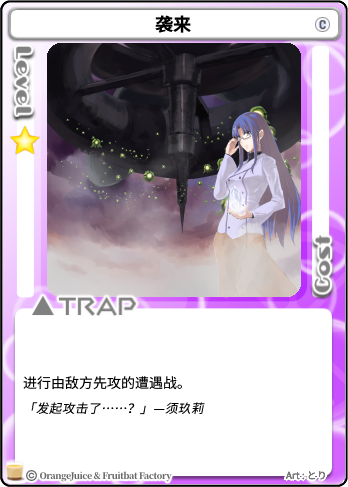 袭来
C
Level
TRAP
Cost
进行由敌方先攻的遭遇战。
「发起攻击了……？」—须玖莉
© OrangeJuice & Fruitbat Factory
Art: とり